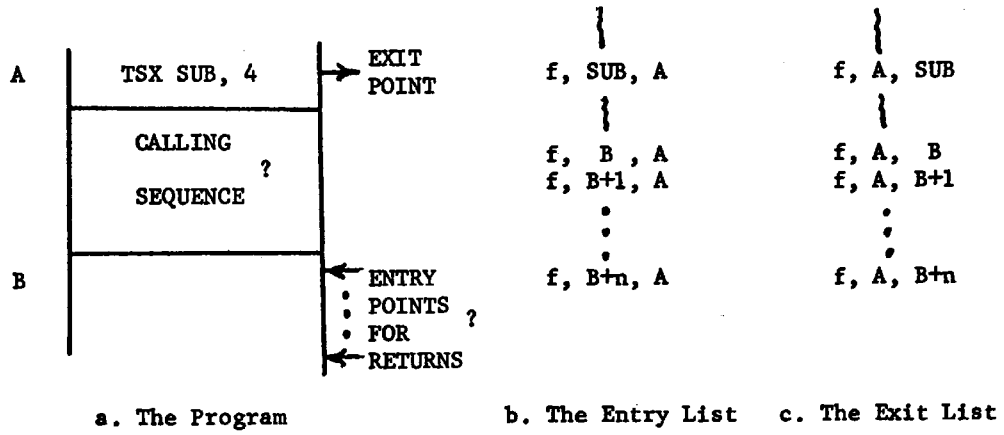 A
TSX SUB, 4
EXIT
POINT
CALLING
?
SEQUENCE
B
ENTRY
POINTS
FOR
?
RETURNS
a. The Program
f, SUB, A
f, B , A
f, B+1, A
f, B+n, A
b. The Entry List
f, A, SUB
f, A, B
f, A, B+1
f, A, B+n
c. The Exit List